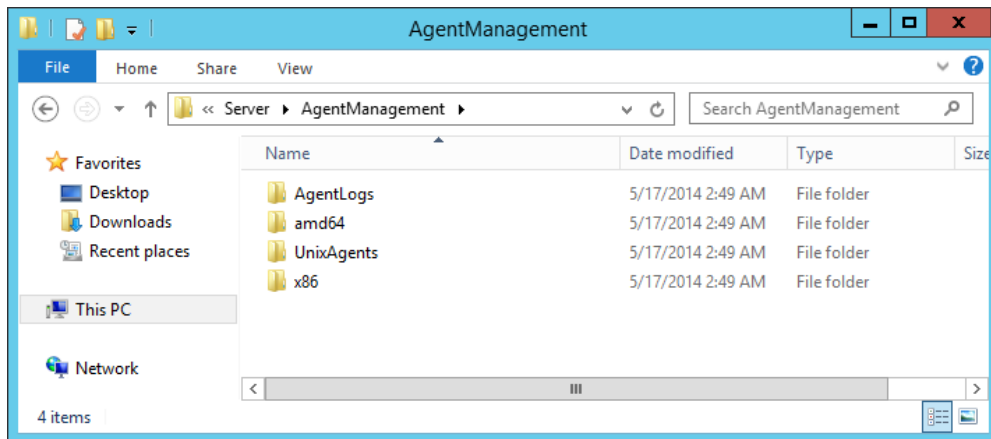 AgentManagement
File Home Share View
« Server AgentManagement Search AgentManagement
Name Date modified Type Size
Favorites
Desktop
Downloads
Recent places
This PC
Network
AgentLogs 5/17/2014 2:49 AM File folder
amd64 5/17/2014 2:49 AM File folder
UnixAgents 5/17/2014 2:49 AM File folder
x86 5/17/2014 2:49 AM File folder
4 items